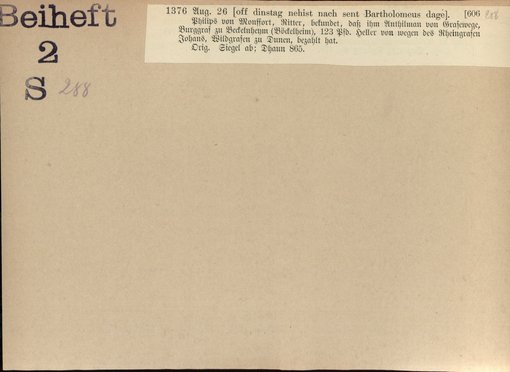 Beiheft
2
S 288
1376 Aug. 26 [off dinstag nehist nach sent Bartholomeus dage]. [606
Philips von Monffort, Ritter, bekundet, daß ihm Anthilman von Grasewege,
Burggraf zu Beckelnheym (Böckelheim), 123 Pfd. Heller von wegen des Rheingrafen
Johans, Wildgrafen zu Dunen, bezahlt hat.
Orig. Siegel ab: Dhaun 865.